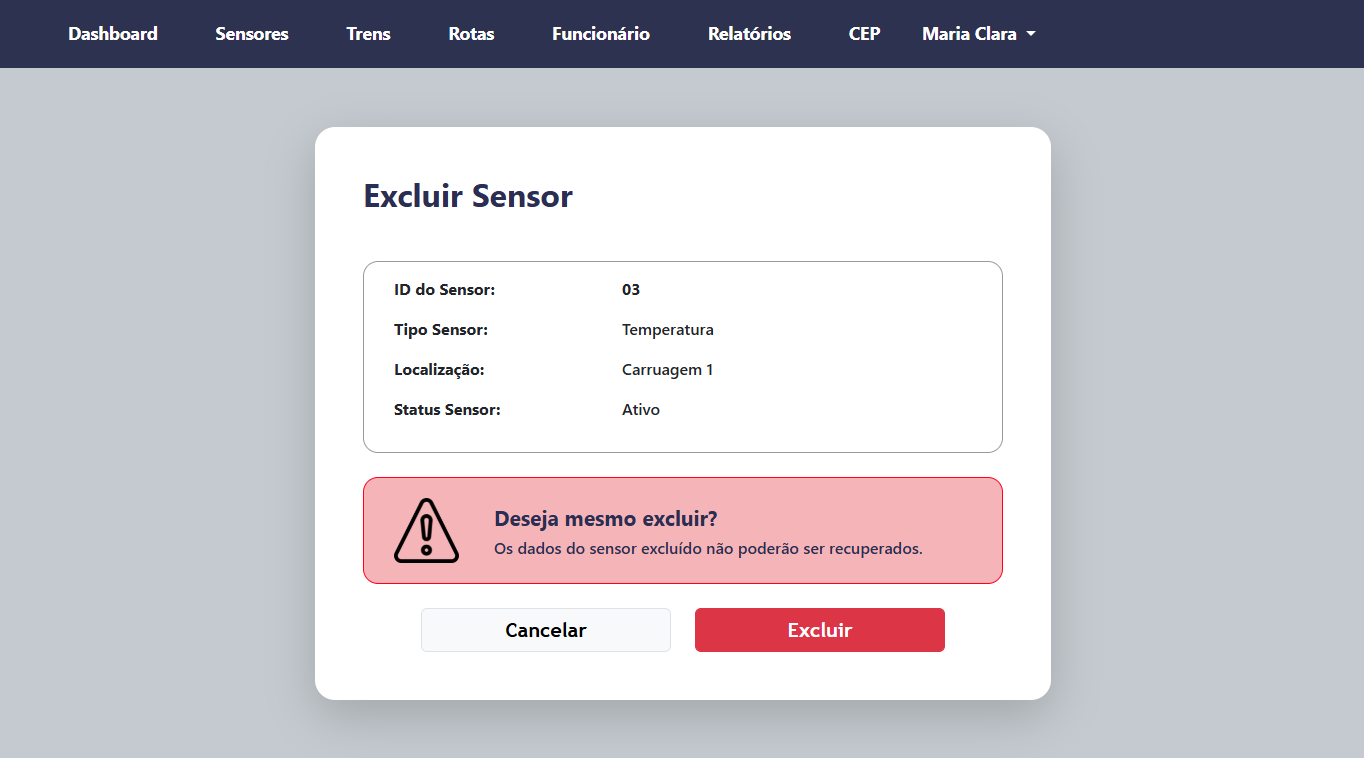 Dashboard Sensores Trens Rotas Funcionário Relatórios CEP Maria Clara
Excluir Sensor
ID do Sensor: 03
Tipo Sensor: Temperatura
Localização: Carruagem 1
Status Sensor: Ativo
Deseja mesmo excluir?
Os dados do sensor excluído não poderão ser recuperados.
Cancelar Excluir